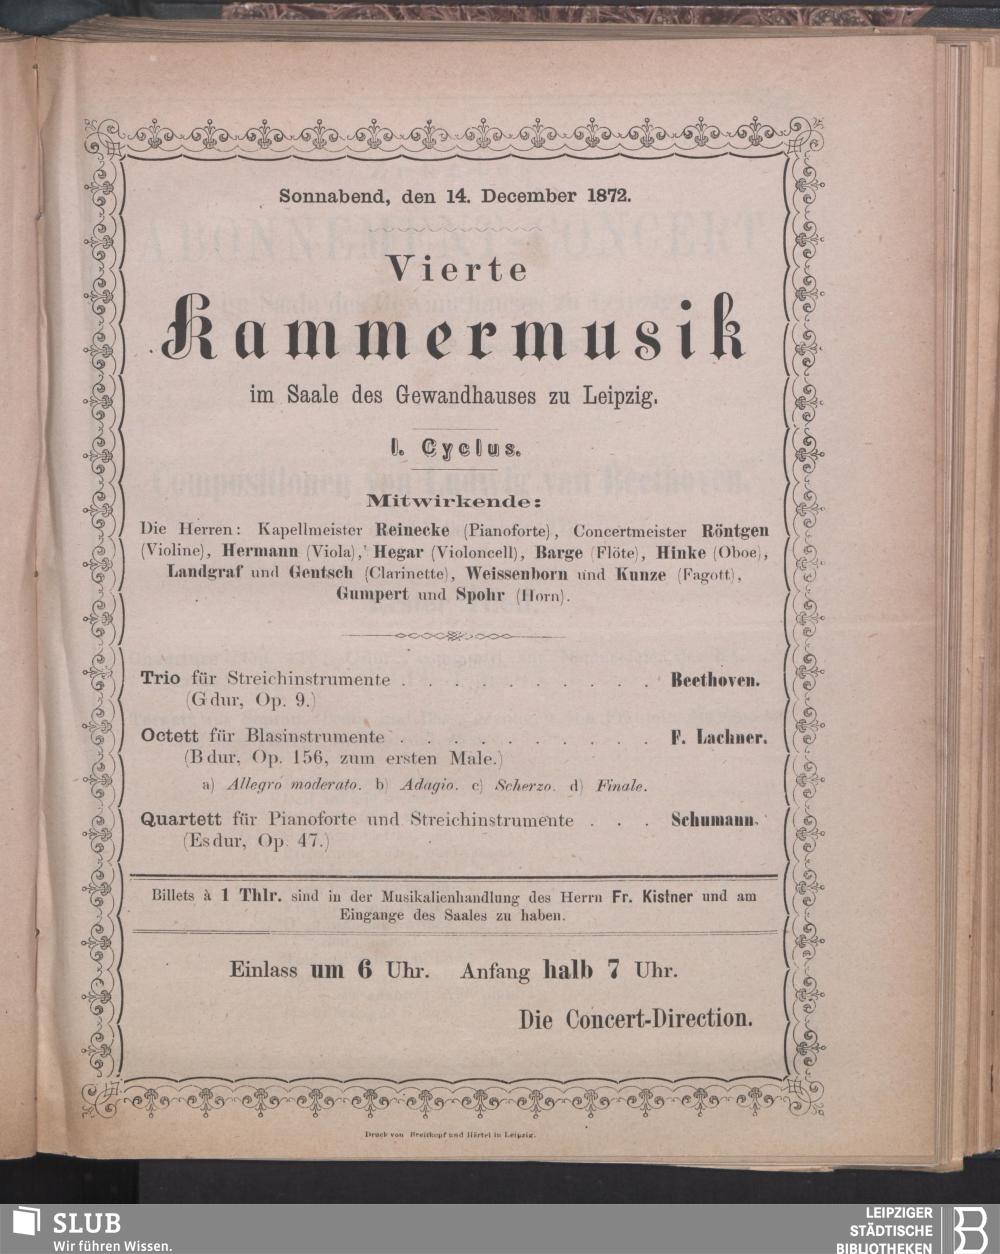 Sonnabend, den 14. December 1872.
Vierte
Kammermusik
im Saale des Gewandhauses zu Leipzig.
I. Cyclus.
Mitwirkende:
Die Herren: Kapellmeister Reinecke (Pianoforte), Concertmeister Röntgen
(Violine), Hermann (Viola), Hegar (Violoncell), Barge (Flöte), Hinke (Oboe),
Landgraf und Gentsch (Clarinette), Weissenborn und Kunze (Fagott),
Gumpert und Spohr (Horn).
Trio für Streichinstrumente . . . . . . . . . . Beethoven.
(G dur, Op. 9.)
Octett für Blasinstrumente . . . . . . . . . . F. Lachner.
(B dur, Op. 156, zum ersten Male.)
a) Allegro moderato. b) Adagio. c) Scherzo. d) Finale.
Quartett für Pianoforte und Streichinstrumente . . . Schumann.
(Es dur, Op. 47.)
Billets à 1 Thlr. sind in der Musikalienhandlung des Herrn Fr. Kistner und am
Eingange des Saales zu haben.
Einlass um 6 Uhr. Anfang halb 7 Uhr.
Die Concert-Direction.
Druck von Breitkopf und Härtel in Leipzig.
SLUB
Wir führen Wissen.
LEIPZIGER
STÄDTISCHE
BIBLIOTHEKEN